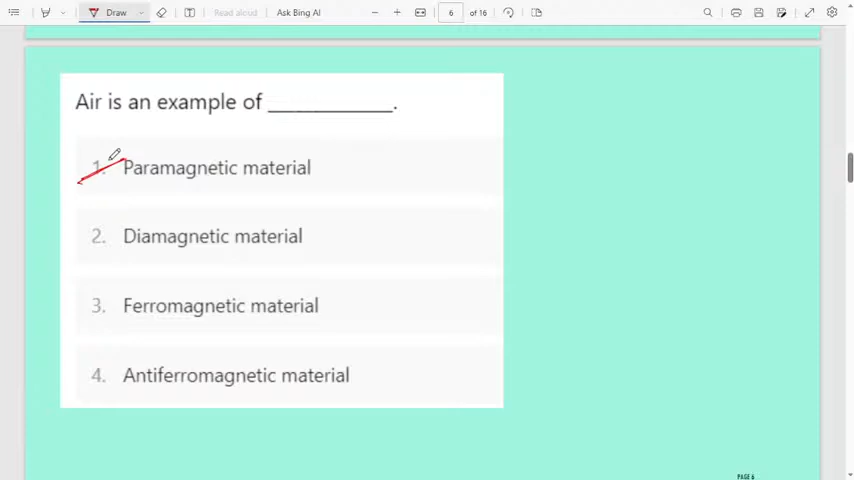 Draw
Read aloud
Ask Bing AI
6
of 16
Air is an example of _____________.
1. Paramagnetic material
2. Diamagnetic material
3. Ferromagnetic material
4. Antiferromagnetic material
PAGE 6